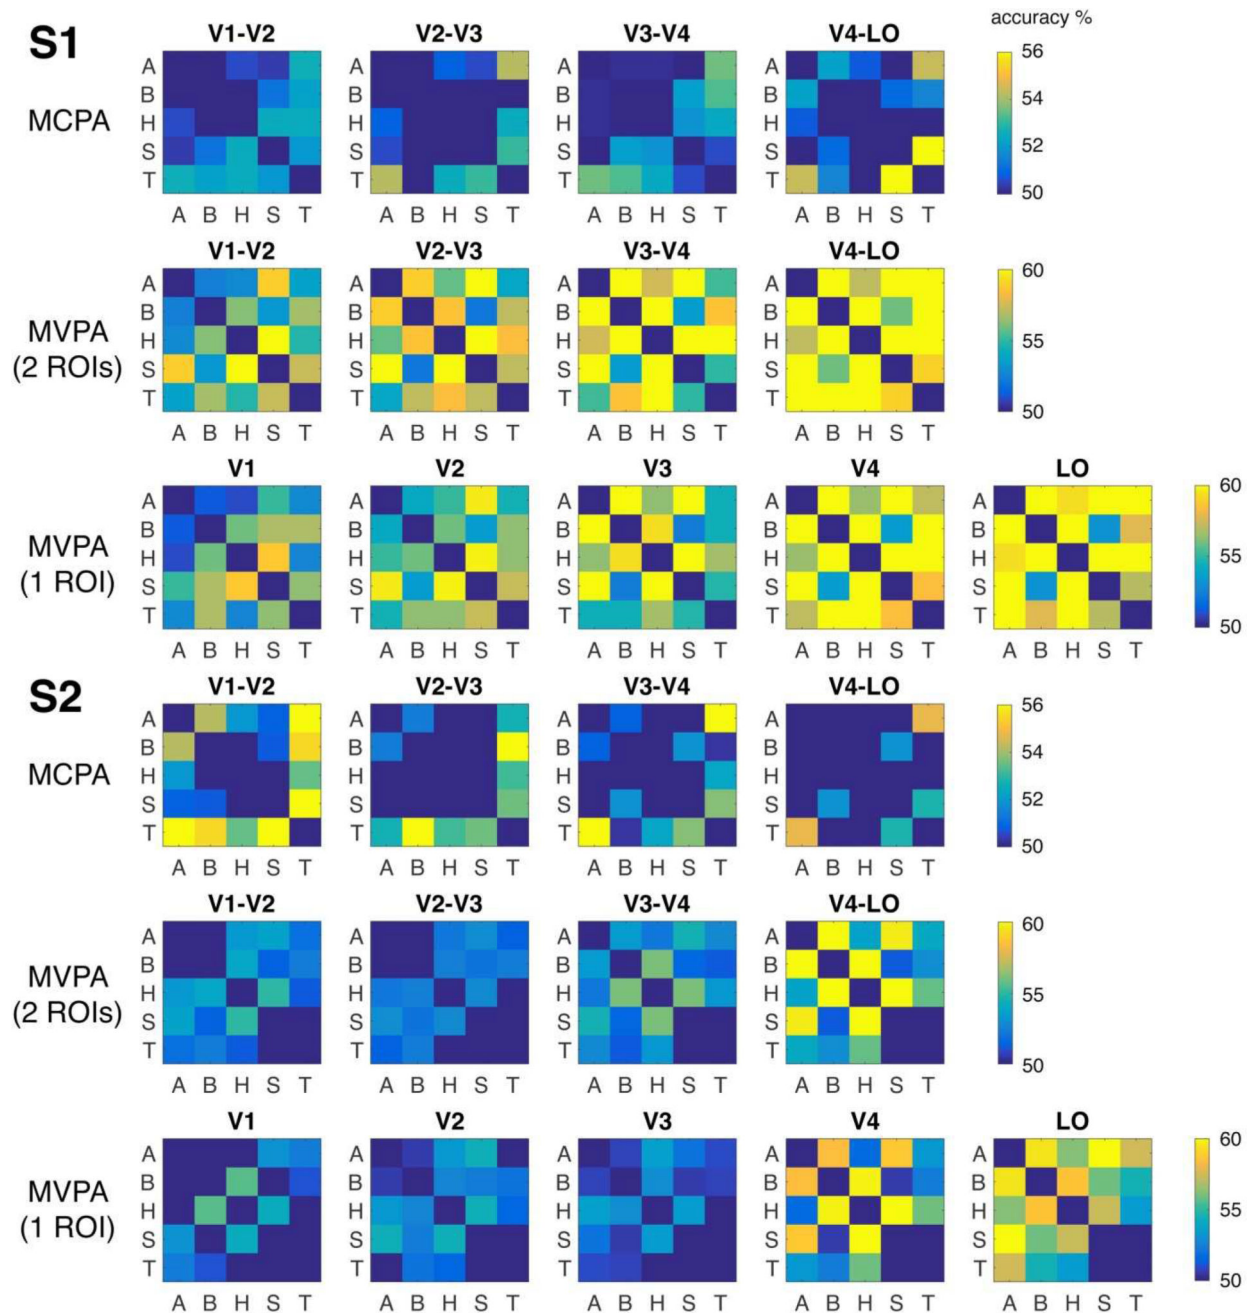 S1
accuracy %
V1-V2 V2-V3 V3-V4 V4-LO
MCPA
A A A A 56
B B B B 54
H H H H
S S S S 52
T T T T 50
A B H S T A B H S T A B H S T A B H S T
V1-V2 V2-V3 V3-V4 V4-LO
MVPA
(2 ROIs)
A A A A 60
B B B B
H H H H 55
S S S S
T T T T 50
A B H S T A B H S T A B H S T A B H S T
V1 V2 V3 V4 LO
MVPA
(1 ROI)
A A A A A 60
B B B B B
H H H H H 55
S S S S S
T T T T T 50
A B H S T A B H S T A B H S T A B H S T A B H S T
S2
V1-V2 V2-V3 V3-V4 V4-LO
MCPA
A A A A 56
B B B B 54
H H H H
S S S S 52
T T T T 50
A B H S T A B H S T A B H S T A B H S T
V1-V2 V2-V3 V3-V4 V4-LO
MVPA
(2 ROIs)
A A A A 60
B B B B
H H H H 55
S S S S
T T T T 50
A B H S T A B H S T A B H S T A B H S T
V1 V2 V3 V4 LO
MVPA
(1 ROI)
A A A A A 60
B B B B B
H H H H H 55
S S S S S
T T T T T 50
A B H S T A B H S T A B H S T A B H S T A B H S T